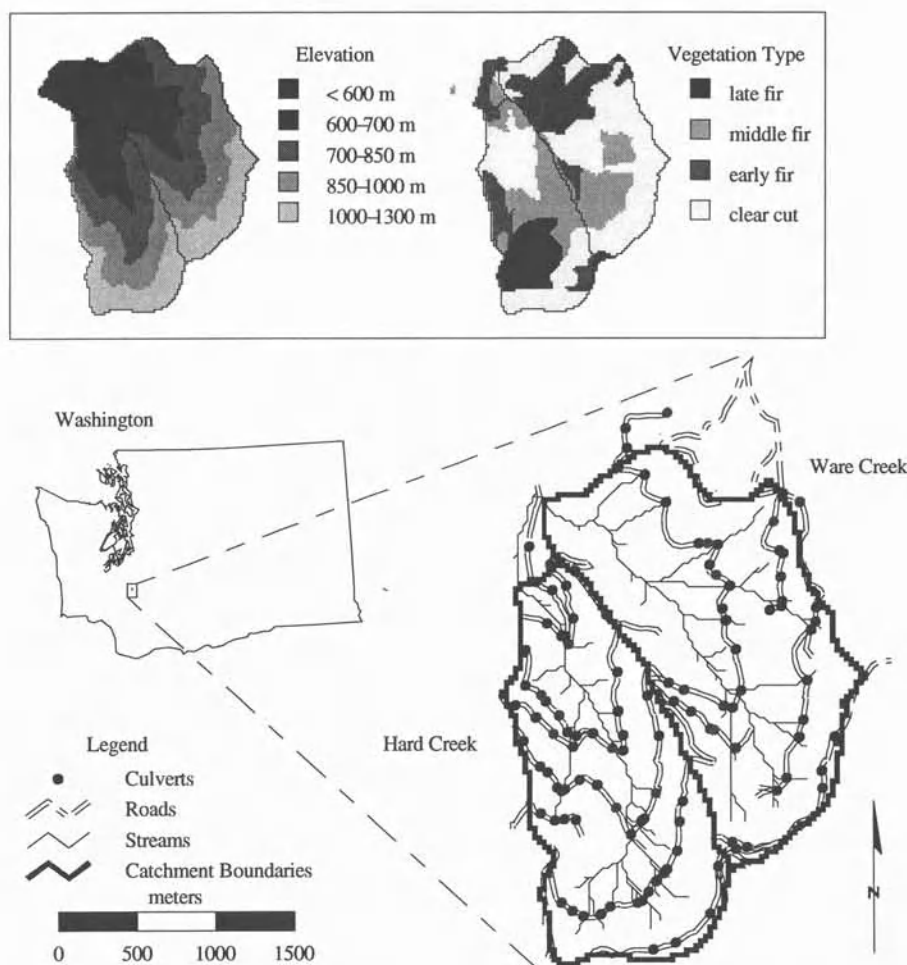 Elevation
< 600 m
600–700 m
700–850 m
850–1000 m
1000–1300 m
Vegetation Type
late fir
middle fir
early fir
clear cut
Washington
Ware Creek
Hard Creek
Legend
Culverts
Roads
Streams
Catchment Boundaries
meters
0 500 1000 1500
N